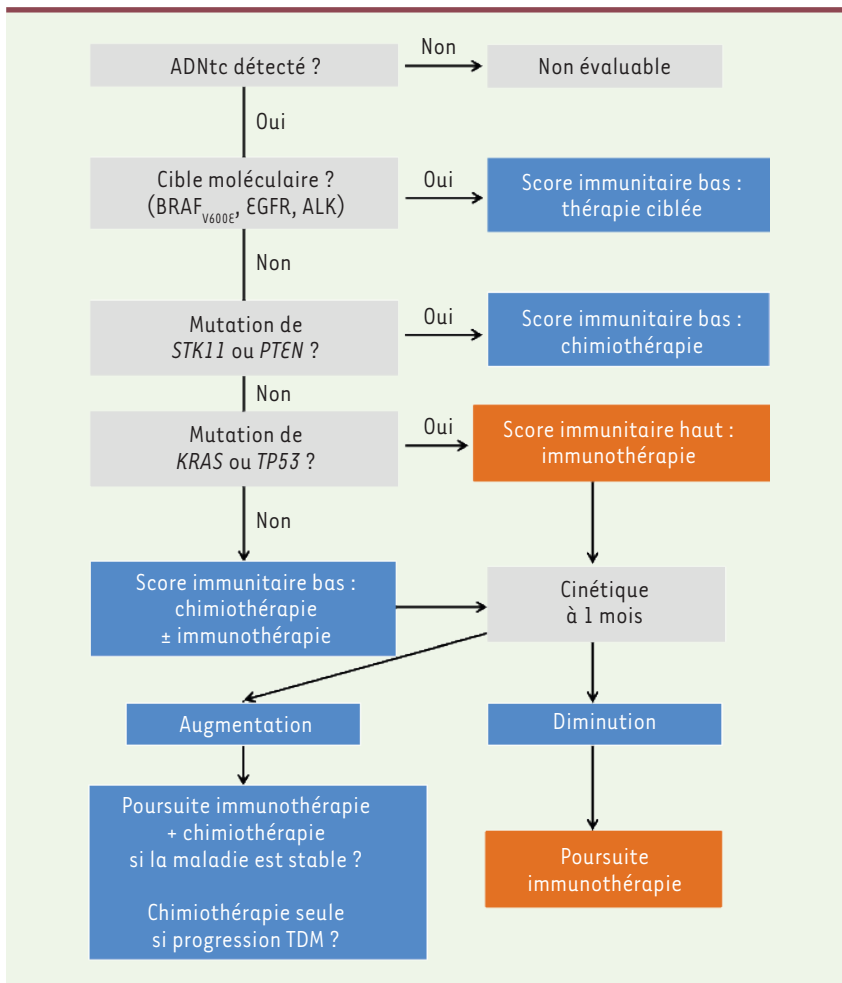 ADNtc détecté ?
Non
Non évaluable
Oui
Cible moléculaire ?
(BRAFV600E, EGFR, ALK)
Oui
Score immunitaire bas :
thérapie ciblée
Non
Mutation de
STK11 ou PTEN ?
Oui
Score immunitaire bas :
chimiothérapie
Non
Mutation de
KRAS ou TP53 ?
Oui
Score immunitaire haut :
immunothérapie
Non
Score immunitaire bas :
chimiothérapie
± immunothérapie
Cinétique
à 1 mois
Augmentation
Diminution
Poursuite immunothérapie
+ chimiothérapie
si la maladie est stable ?
Chimiothérapie seule
si progression TDM ?
Poursuite
immunothérapie